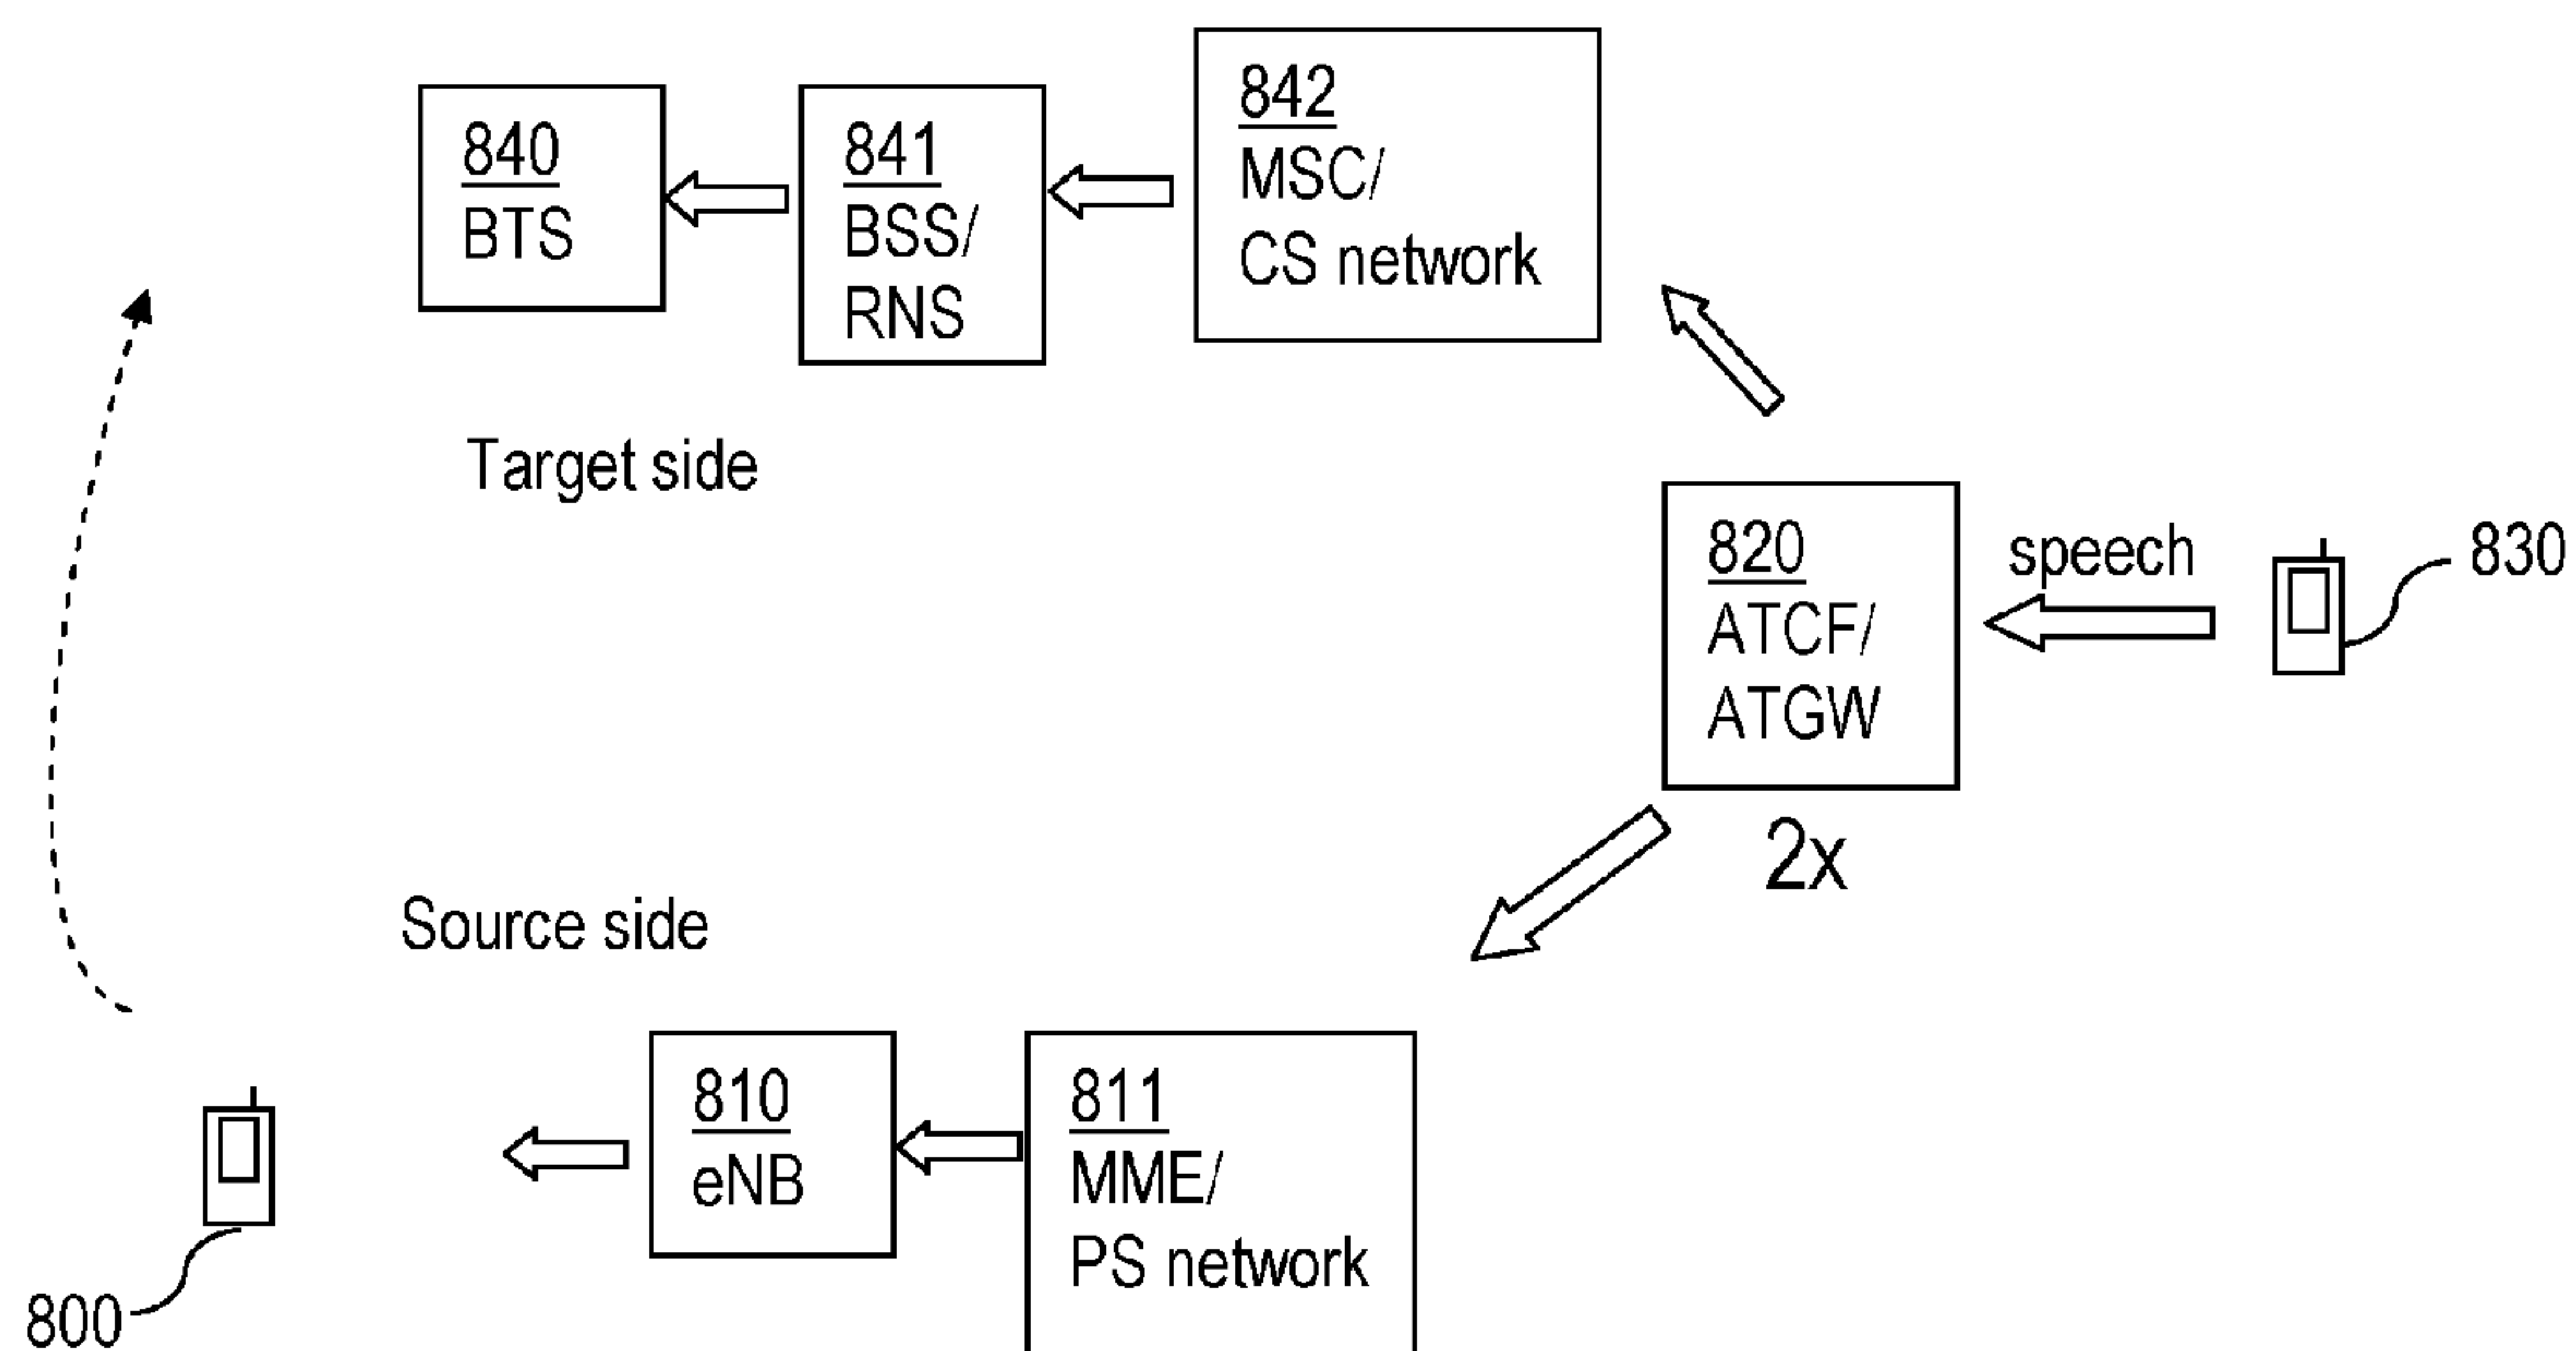 840
BTS
841
BSS/
RNS
842
MSC/
CS network
Target side
820
ATCF/
ATGW
2x
speech
830
Source side
810
eNB
811
MME/
PS network
800